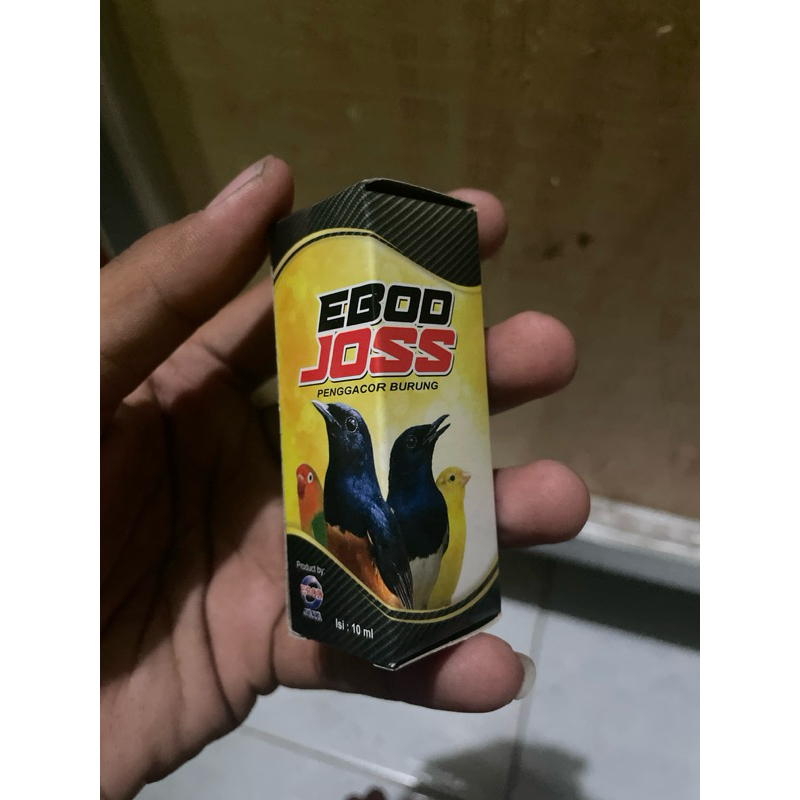 EBOD
JOSS
PENGGACOR BURUNG
Product by:
Isi : 10 ml